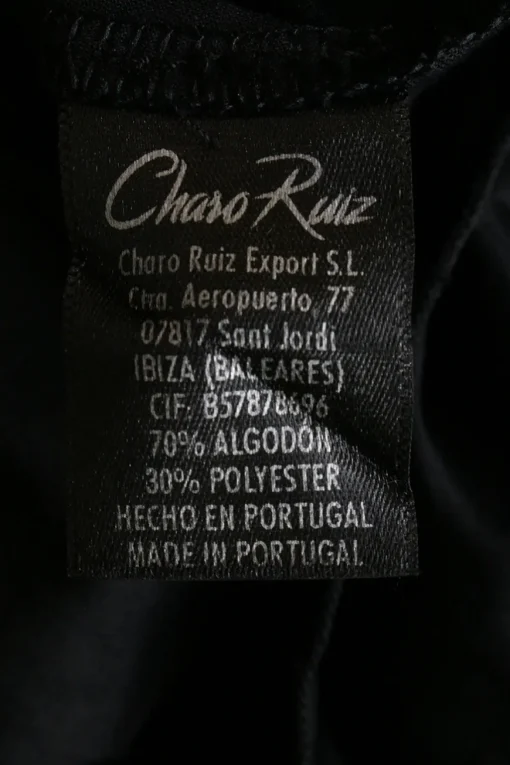 Charo Ruiz
Charo Ruiz Export S.L.
Ctra. Aeropuerto, 77
07817 Sant Jordi
IBIZA (BALEARES)
CIF: B57878696
70% ALGODÓN
30% POLYESTER
HECHO EN PORTUGAL
MADE IN PORTUGAL